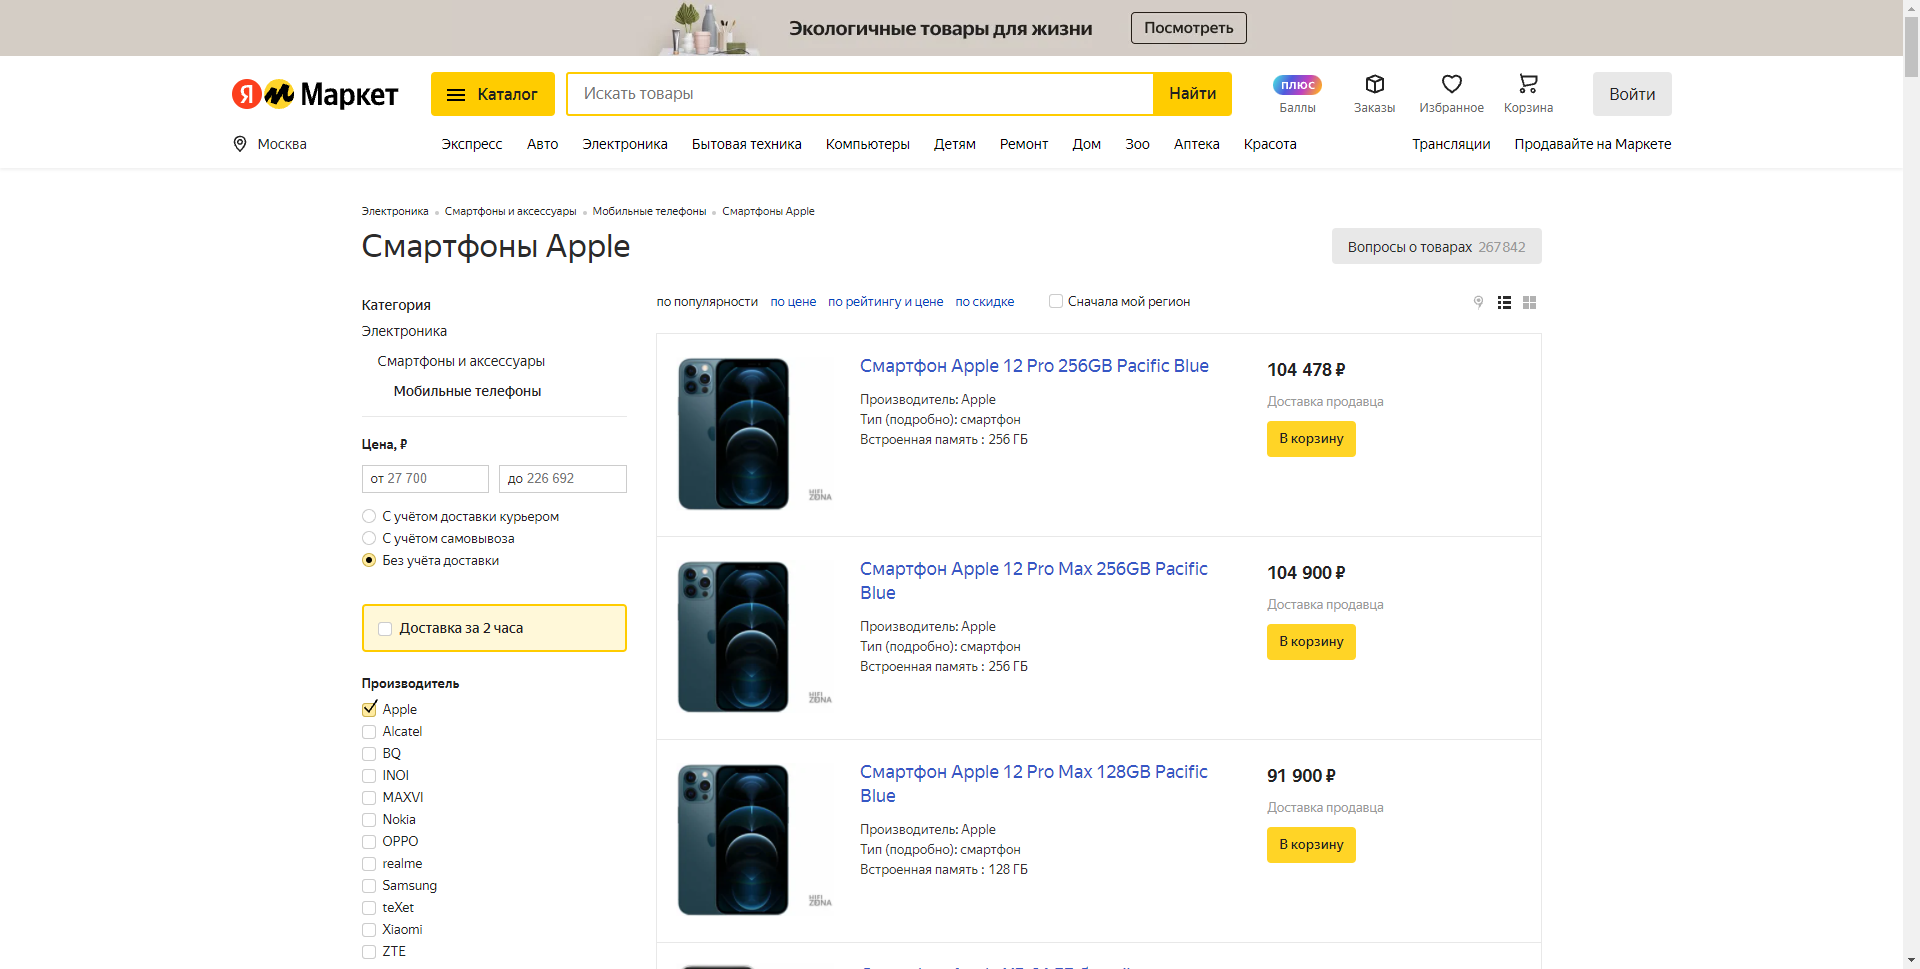 Экологичные товары для жизни
Посмотреть
Я Маркет
Каталог
Искать товары
Найти
плюс
Баллы
Заказы
Избранное
Корзина
Войти
Москва
Экспресс Авто Электроника Бытовая техника Компьютеры Детям Ремонт Дом Зоо Аптека Красота Трансляции Продавайте на Маркете
Электроника Смартфоны и аксессуары Мобильные телефоны Смартфоны Apple
Смартфоны Apple
Вопросы о товарах 267842
Категория
Электроника
Смартфоны и аксессуары
Мобильные телефоны
Цена, ₽
от 27 700 до 226 692
С учётом доставки курьером
С учётом самовывоза
Без учёта доставки
Доставка за 2 часа
Производитель
Apple
Alcatel
BQ
INOI
MAXVI
Nokia
OPPO
realme
Samsung
teXet
Xiaomi
ZTE
по популярности по цене по рейтингу и цене по скидке Сначала мой регион
HIFI
ZONA
Смартфон Apple 12 Pro 256GB Pacific Blue
Производитель: Apple
Тип (подробно): смартфон
Встроенная память : 256 ГБ
104 478 ₽
Доставка продавца
В корзину
HIFI
ZONA
Смартфон Apple 12 Pro Max 256GB Pacific
Blue
Производитель: Apple
Тип (подробно): смартфон
Встроенная память : 256 ГБ
104 900 ₽
Доставка продавца
В корзину
HIFI
ZONA
Смартфон Apple 12 Pro Max 128GB Pacific
Blue
Производитель: Apple
Тип (подробно): смартфон
Встроенная память : 128 ГБ
91 900 ₽
Доставка продавца
В корзину